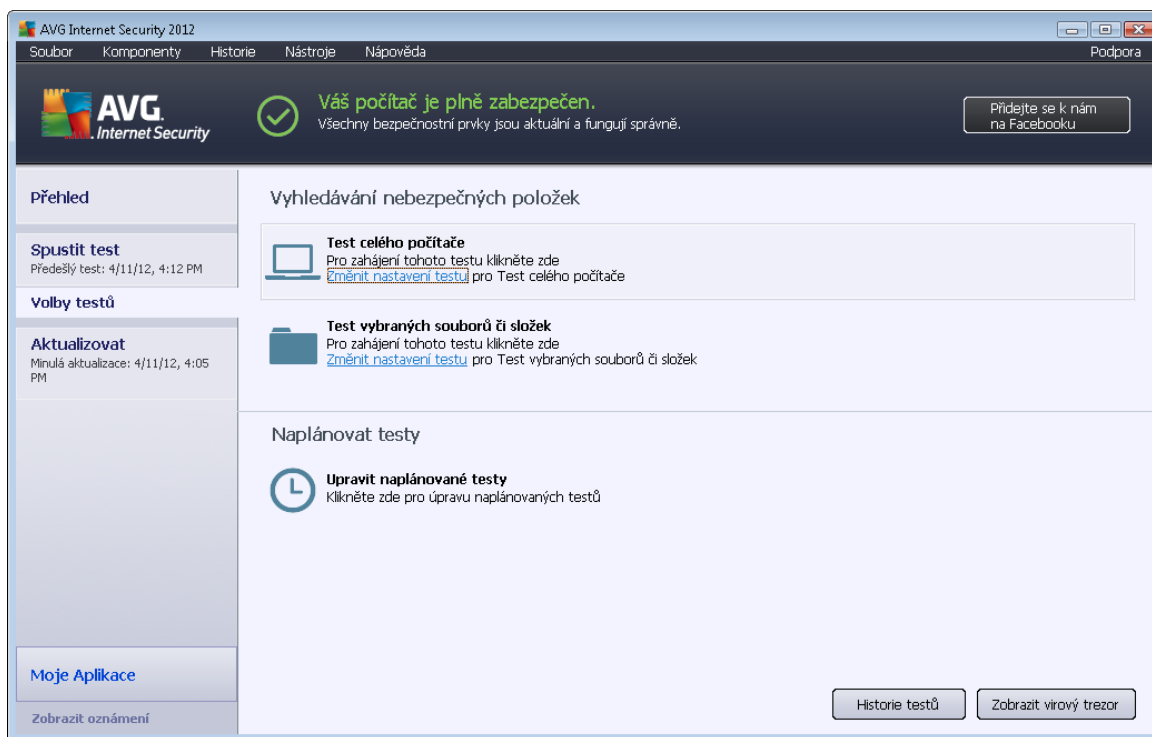 AVG Internet Security 2012
Soubor Komponenty Historie Nástroje Nápověda Podpora
AVG.
Internet Security
Váš počítač je plně zabezpečen.
Všechny bezpečnostní prvky jsou aktuální a fungují správně.
Přidejte se k nám
na Facebooku
Přehled
Spustit test
Předešlý test: 4/11/12, 4:12 PM
Volby testů
Aktualizovat
Minulá aktualizace: 4/11/12, 4:05
PM
Moje Aplikace
Zobrazit oznámení
Vyhledávání nebezpečných položek
Test celého počítače
Pro zahájení tohoto testu klikněte zde
Změnit nastavení testu pro Test celého počítače
Test vybraných souborů či složek
Pro zahájení tohoto testu klikněte zde
Změnit nastavení testu pro Test vybraných souborů či složek
Naplánovat testy
Upravit naplánované testy
Klikněte zde pro úpravu naplánovaných testů
Historie testů
Zobrazit virový trezor